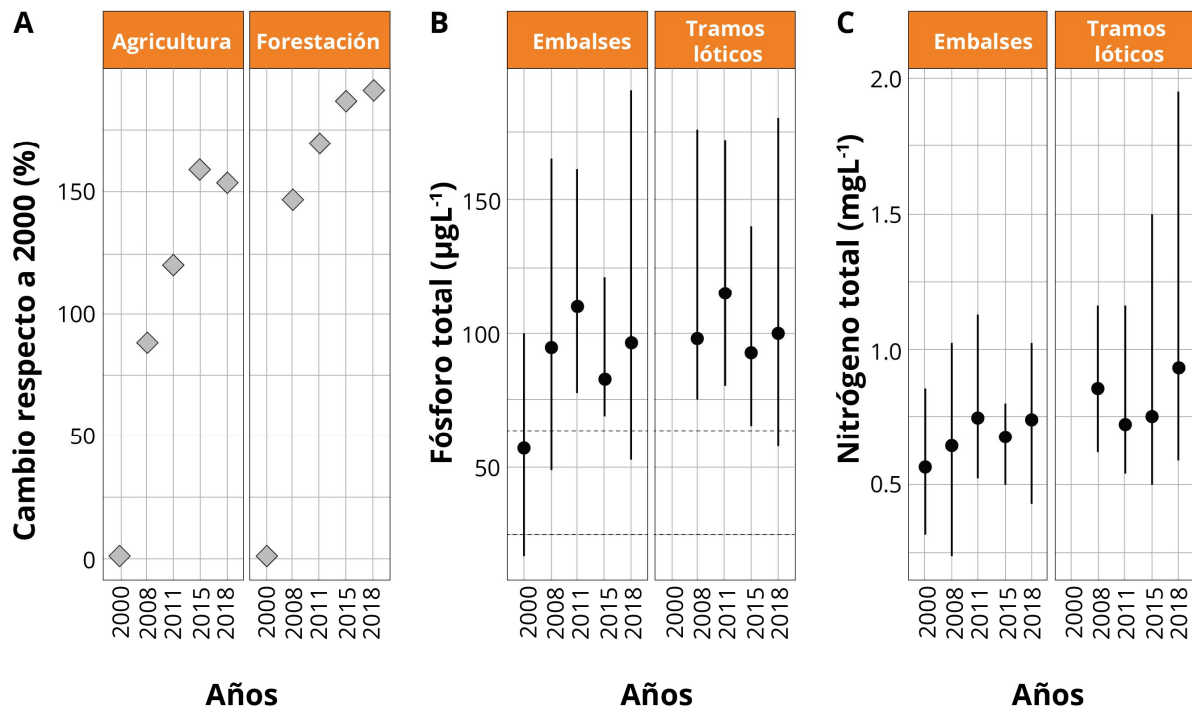 A
Agricultura
Forestación
Cambio respecto a 2000 (%)
150
100
50
0
2000
2008
2011
2015
2018
2000
2008
2011
2015
2018
Años
B
Embalses
Tramos
lóticos
Fósforo total (µgL-1)
150
100
50
2000
2008
2011
2015
2018
2000
2008
2011
2015
2018
Años
C
Embalses
Tramos
lóticos
Nitrógeno total (mgL-1)
2.0
1.5
1.0
0.5
2000
2008
2011
2015
2018
2000
2008
2011
2015
2018
Años